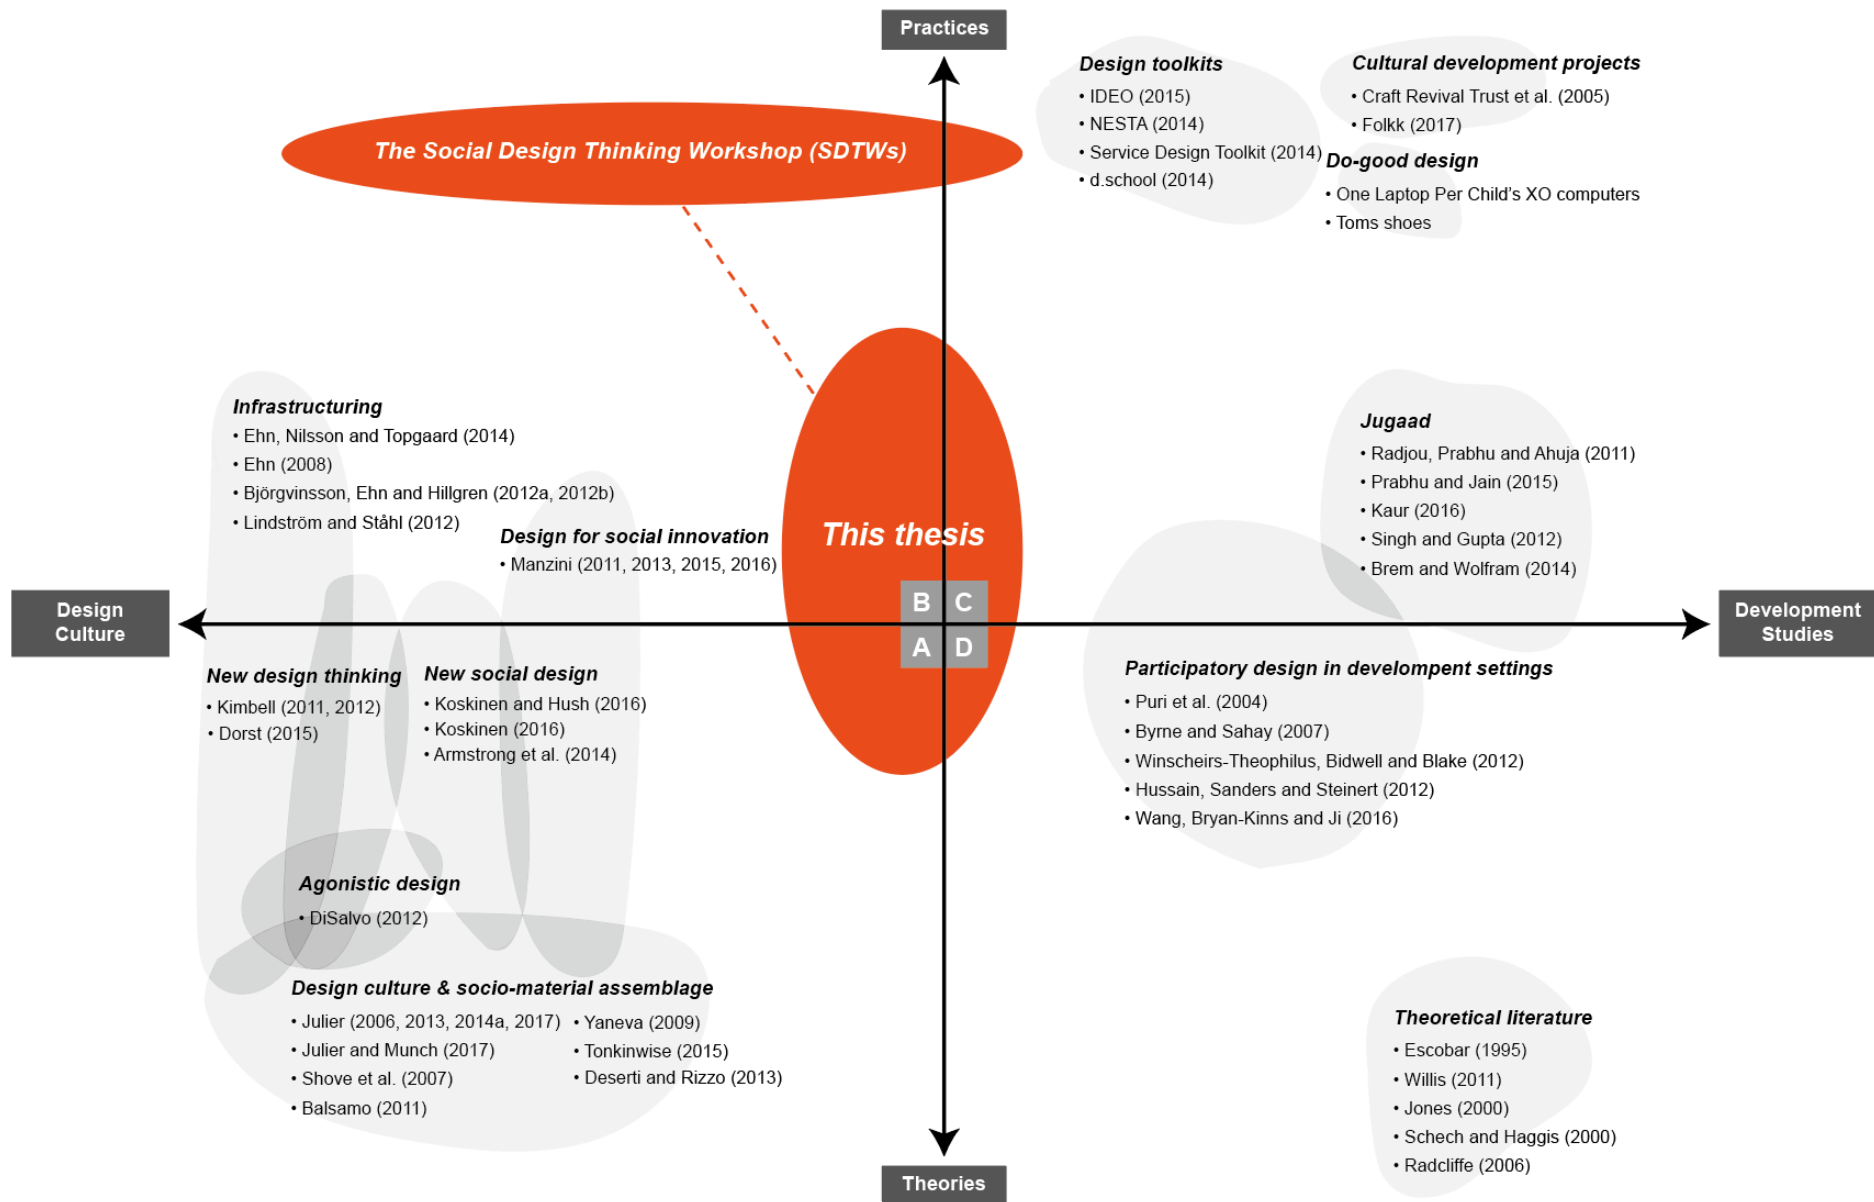 Practices
Design toolkits
• IDEO (2015)
• NESTA (2014)
• Service Design Toolkit (2014)
• d.school (2014)
Cultural development projects
• Craft Revival Trust et al. (2005)
• Folkk (2017)
Do-good design
• One Laptop Per Child's XO computers
• Toms shoes
The Social Design Thinking Workshop (SDTWs)
Infrastructuring
• Ehn, Nilsson and Topgaard (2014)
• Ehn (2008)
• Björgvinsson, Ehn and Hillgren (2012a, 2012b)
• Lindström and Ståhl (2012)
Design for social innovation
• Manzini (2011, 2013, 2015, 2016)
This thesis
Jugaad
• Radjou, Prabhu and Ahuja (2011)
• Prabhu and Jain (2015)
• Kaur (2016)
• Singh and Gupta (2012)
• Brem and Wolfram (2014)
B C
A D
Design
Culture
Development
Studies
New design thinking
• Kimbell (2011, 2012)
• Dorst (2015)
New social design
• Koskinen and Hush (2016)
• Koskinen (2016)
• Armstrong et al. (2014)
Participatory design in develompent settings
• Puri et al. (2004)
• Byrne and Sahay (2007)
• Winscheirs-Theophilus, Bidwell and Blake (2012)
• Hussain, Sanders and Steinert (2012)
• Wang, Bryan-Kinns and Ji (2016)
Agonistic design
• DiSalvo (2012)
Design culture & socio-material assemblage
• Julier (2006, 2013, 2014a, 2017)
• Julier and Munch (2017)
• Shove et al. (2007)
• Balsamo (2011)
• Yaneva (2009)
• Tonkinwise (2015)
• Deserti and Rizzo (2013)
Theoretical literature
• Escobar (1995)
• Willis (2011)
• Jones (2000)
• Schech and Haggis (2000)
• Radcliffe (2006)
Theories